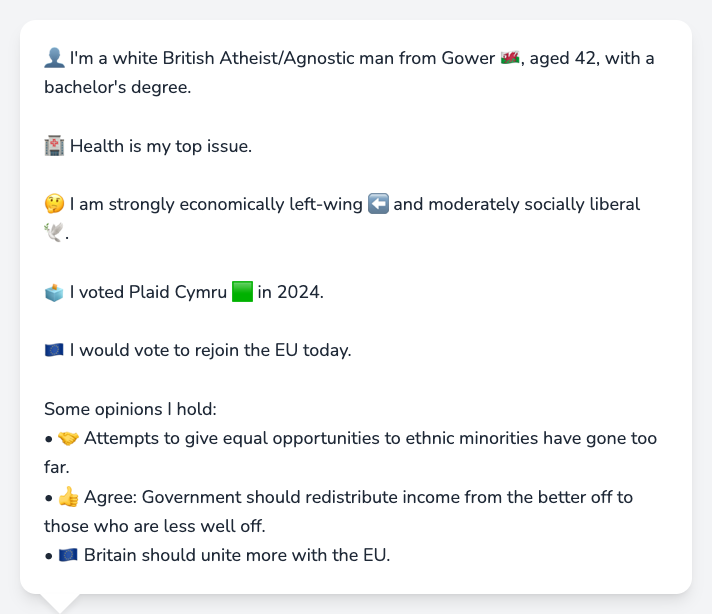 👤 I'm a white British Atheist/Agnostic man from Gower 🏴󠁧󠁢󠁷󠁬󠁳󠁿, aged 42, with a
bachelor's degree.
🏥 Health is my top issue.
🤔 I am strongly economically left-wing ⬅️ and moderately socially liberal
🕊️.
🗳️ I voted Plaid Cymru 🟩 in 2024.
🇪🇺 I would vote to rejoin the EU today.
Some opinions I hold:
• 🤝 Attempts to give equal opportunities to ethnic minorities have gone too
far.
• 👍 Agree: Government should redistribute income from the better off to
those who are less well off.
• 🇪🇺 Britain should unite more with the EU.